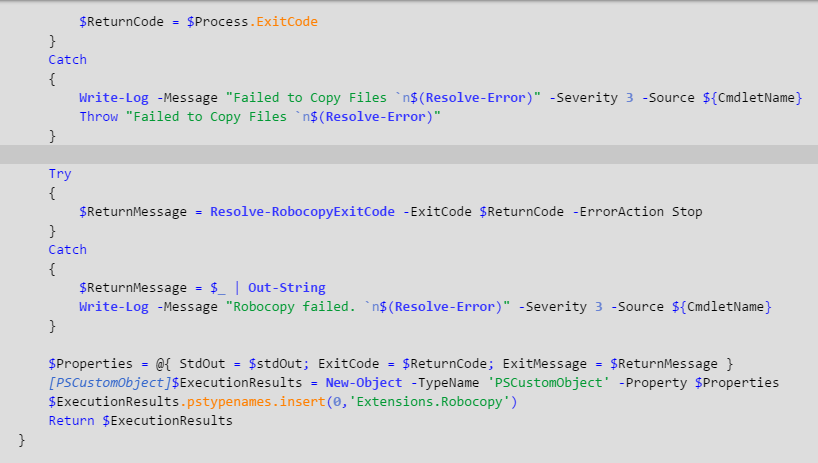 $ReturnCode = $Process.ExitCode
}
Catch
{
Write-Log -Message "Failed to Copy Files `n$(Resolve-Error)" -Severity 3 -Source ${CmdletName}
Throw "Failed to Copy Files `n$(Resolve-Error)"
}
Try
{
$ReturnMessage = Resolve-RobocopyExitCode -ExitCode $ReturnCode -ErrorAction Stop
}
Catch
{
$ReturnMessage = $_ | Out-String
Write-Log -Message "Robocopy failed. `n$(Resolve-Error)" -Severity 3 -Source ${CmdletName}
}
$Properties = @{ StdOut = $stdOut; ExitCode = $ReturnCode; ExitMessage = $ReturnMessage }
[PSCustomObject]$ExecutionResults = New-Object -TypeName 'PSCustomObject' -Property $Properties
$ExecutionResults.pstypenames.insert(0,'Extensions.Robocopy')
Return $ExecutionResults
}